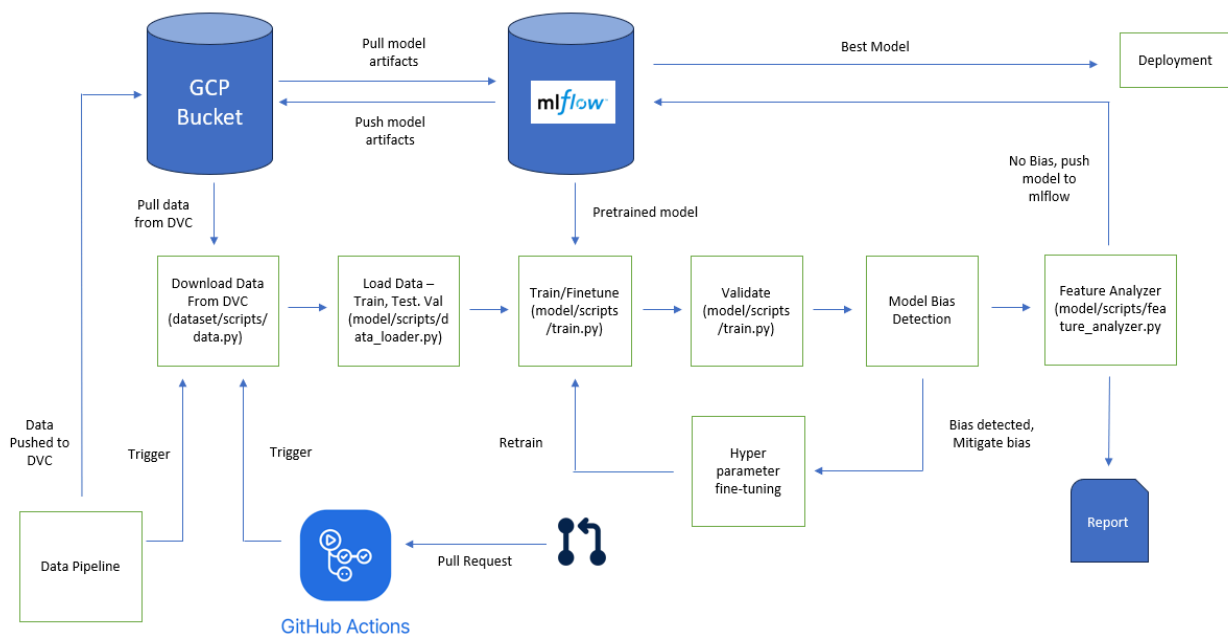 Pull model
artifacts
Best Model
Deployment
GCP
Bucket
mlflow™
Push model
artifacts
No Bias, push
model to
mlflow
Pull data
from DVC
Pretrained model
Download Data
From DVC
(dataset/scripts/
data.py)
Load Data –
Train, Test. Val
(model/scripts/d
ata_loader.py)
Train/Finetune
(model/scripts
/train.py)
Validate
(model/scripts
/train.py)
Model Bias
Detection
Feature Analyzer
(model/scripts/fea
ture_analyzer.py
Data
Pushed to
DVC
Trigger
Trigger
Retrain
Hyper
parameter
fine-tuning
Bias detected,
Mitigate bias
Report
Data Pipeline
Pull Request
GitHub Actions